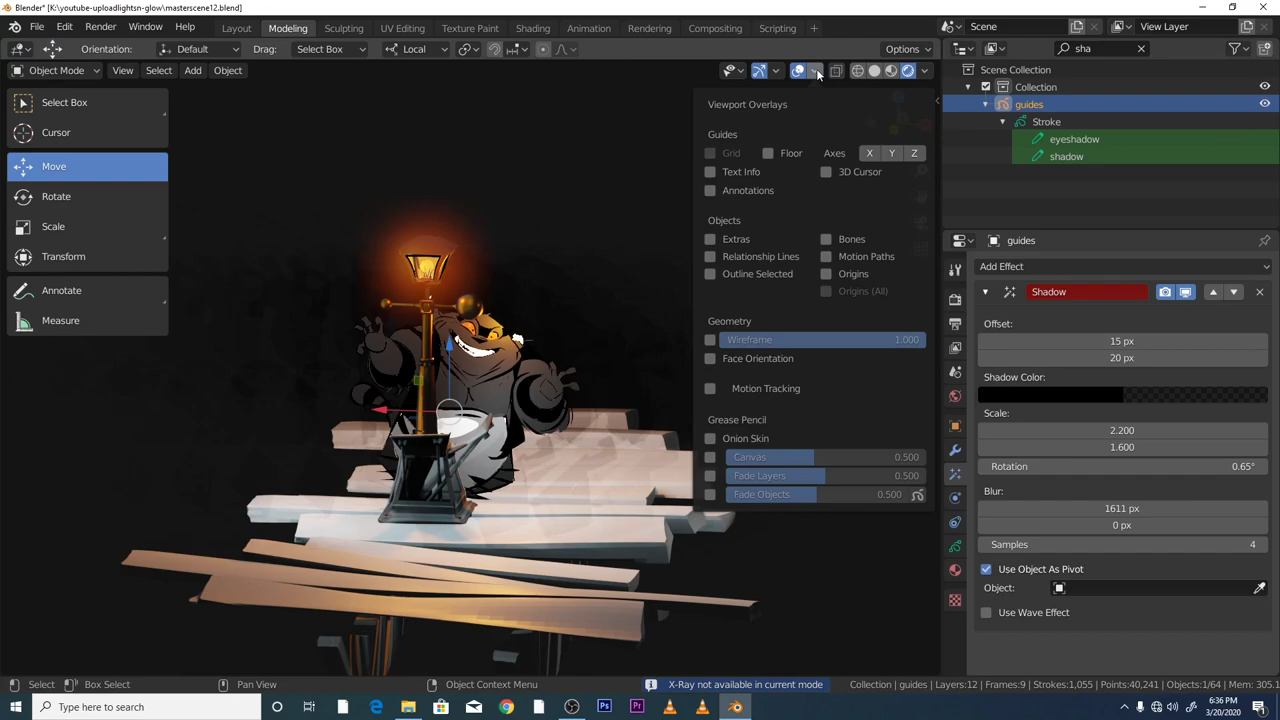 Blender* [K:\youtube-uploadlightsn-glow\masterscene12.blend]
File Edit Render Window Help Layout Modeling Sculpting UV Editing Texture Paint Shading Animation Rendering Compositing Scripting + Scene View Layer
Orientation: Default Drag: Select Box Local Options sha
Object Mode View Select Add Object
Scene Collection
Collection
guides
Stroke
eyeshadow
shadow
Select Box
Cursor
Move
Rotate
Scale
Transform
Annotate
Measure
Viewport Overlays
Guides
Grid Floor Axes X Y Z
Text Info 3D Cursor
Annotations
Objects
Extras Bones
Relationship Lines Motion Paths
Outline Selected Origins
Origins (All)
Geometry
Wireframe 1.000
Face Orientation
Motion Tracking
Grease Pencil
Onion Skin
Canvas 0.500
Fade Layers 0.500
Fade Objects 0.500
guides
Add Effect
Shadow
Offset:
15 px
20 px
Shadow Color:
Scale:
2.200
1.600
Rotation 0.65°
Blur:
1611 px
0 px
Samples 4
Use Object As Pivot
Object:
Use Wave Effect
Select Box Select Pan View Object Context Menu X-Ray not available in current mode Collection | guides | Layers:12 | Frames:9 | Strokes:1,055 | Points:40,241 | Objects:1/64 | Mem: 305.1
Type here to search
6:36 PM
3/20/2020